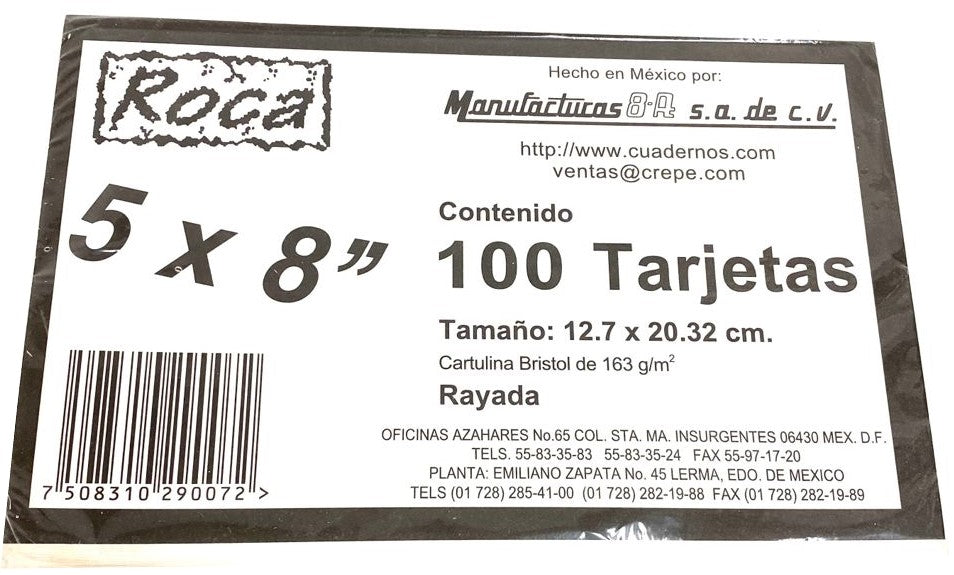 Roca
5 x 8”
7 508310 290072 >
Hecho en México por:
Manufacturas 8-A s.a. de c.v.
http://www.cuadernos.com
ventas@crepe.com
Contenido
100 Tarjetas
Tamaño: 12.7 x 20.32 cm.
Cartulina Bristol de 163 g/m²
Rayada
OFICINAS AZAHARES No.65 COL. STA. MA. INSURGENTES 06430 MEX. D.F.
TELS. 55-83-35-83 55-83-35-24 FAX 55-97-17-20
PLANTA: EMILIANO ZAPATA No. 45 LERMA, EDO. DE MEXICO
TELS (01 728) 285-41-00 (01 728) 282-19-88 FAX (01 728) 282-19-89